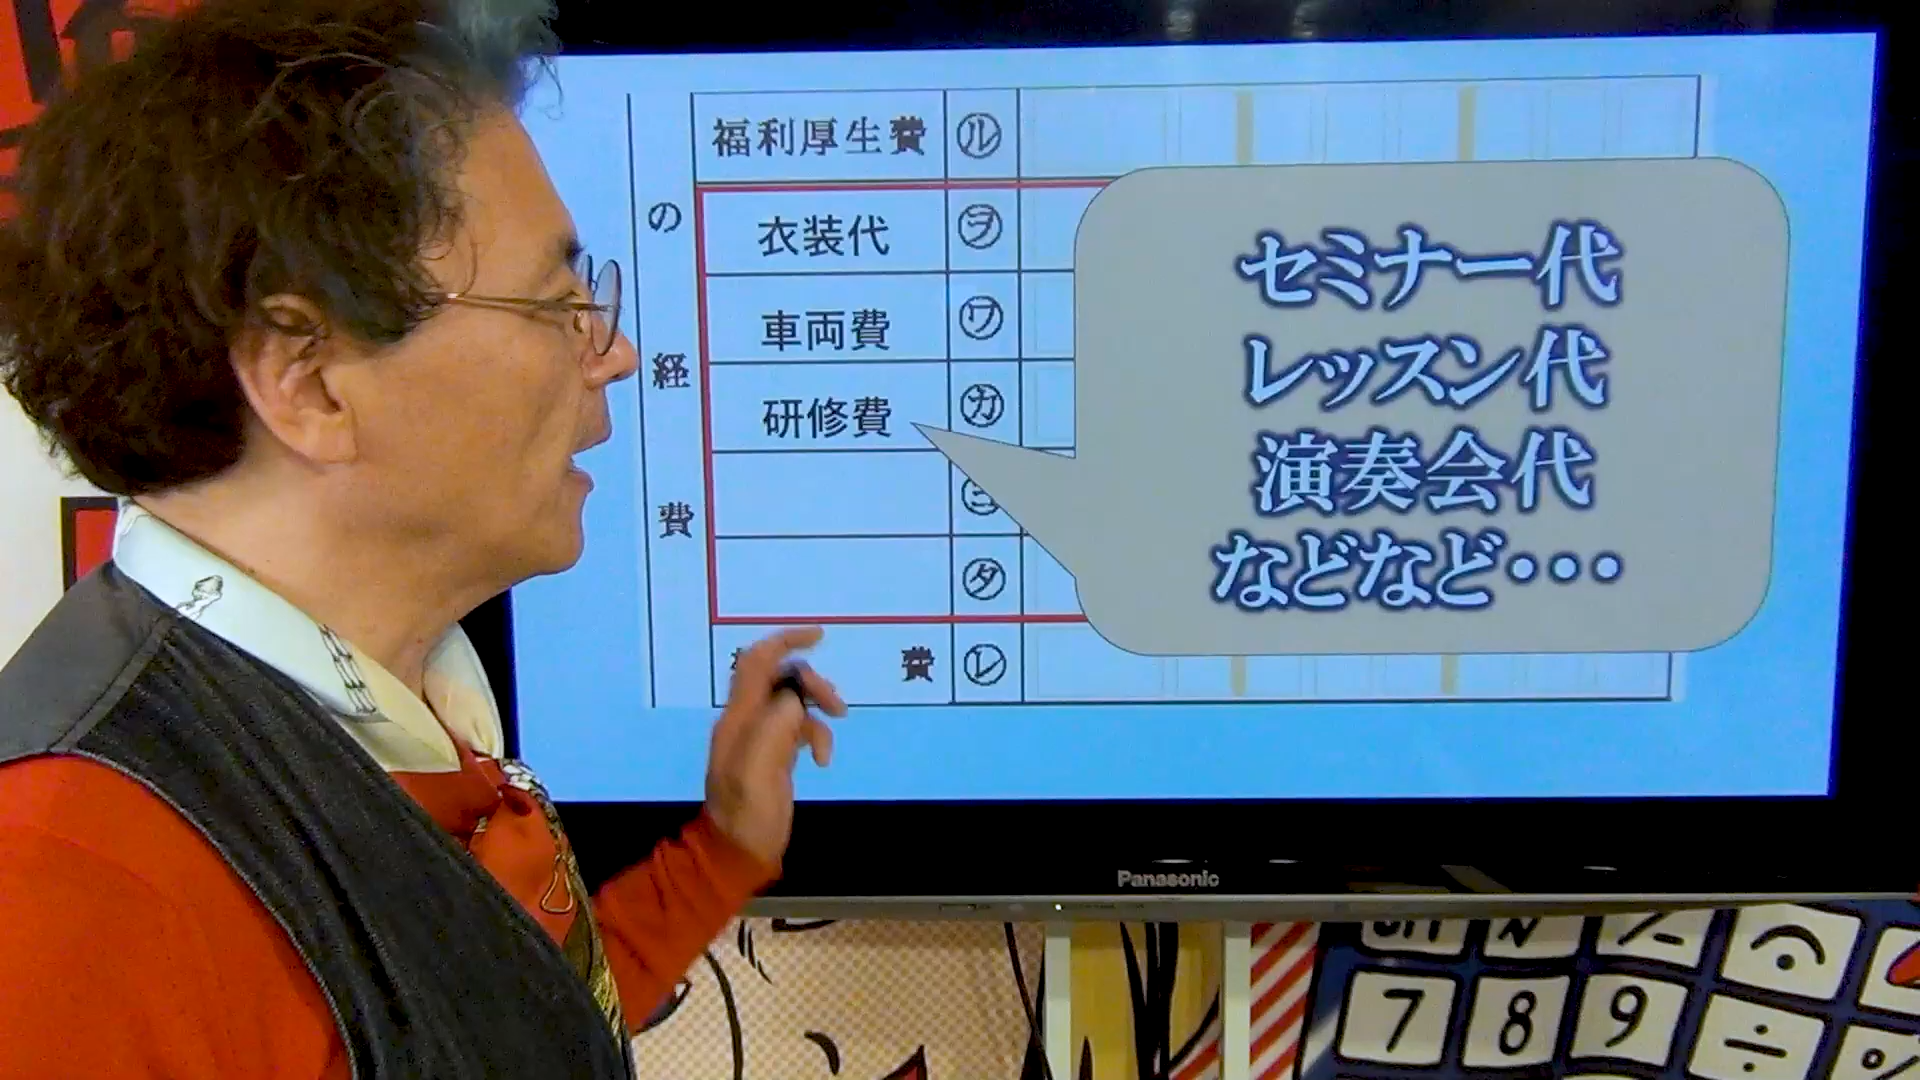 福利厚生費 ㋸
衣装代 ㋾
車両費 ㋻
研修費 ㋕
㋵
㋟
費 ㋹
の経費
セミナー代
レッスン代
演奏会代
などなど・・・
Panasonic
7 8 9 ÷